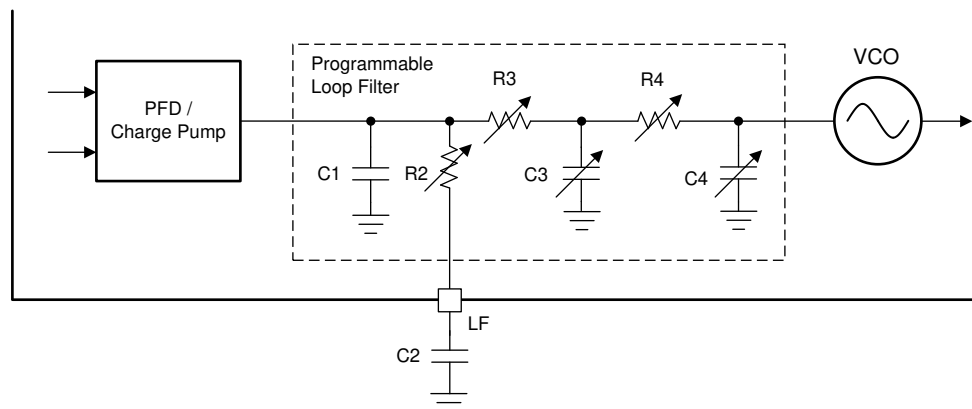 Programmable
Loop Filter
VCO
R3
R4
PFD /
Charge Pump
C1
R2
C3
C4
LF
C2